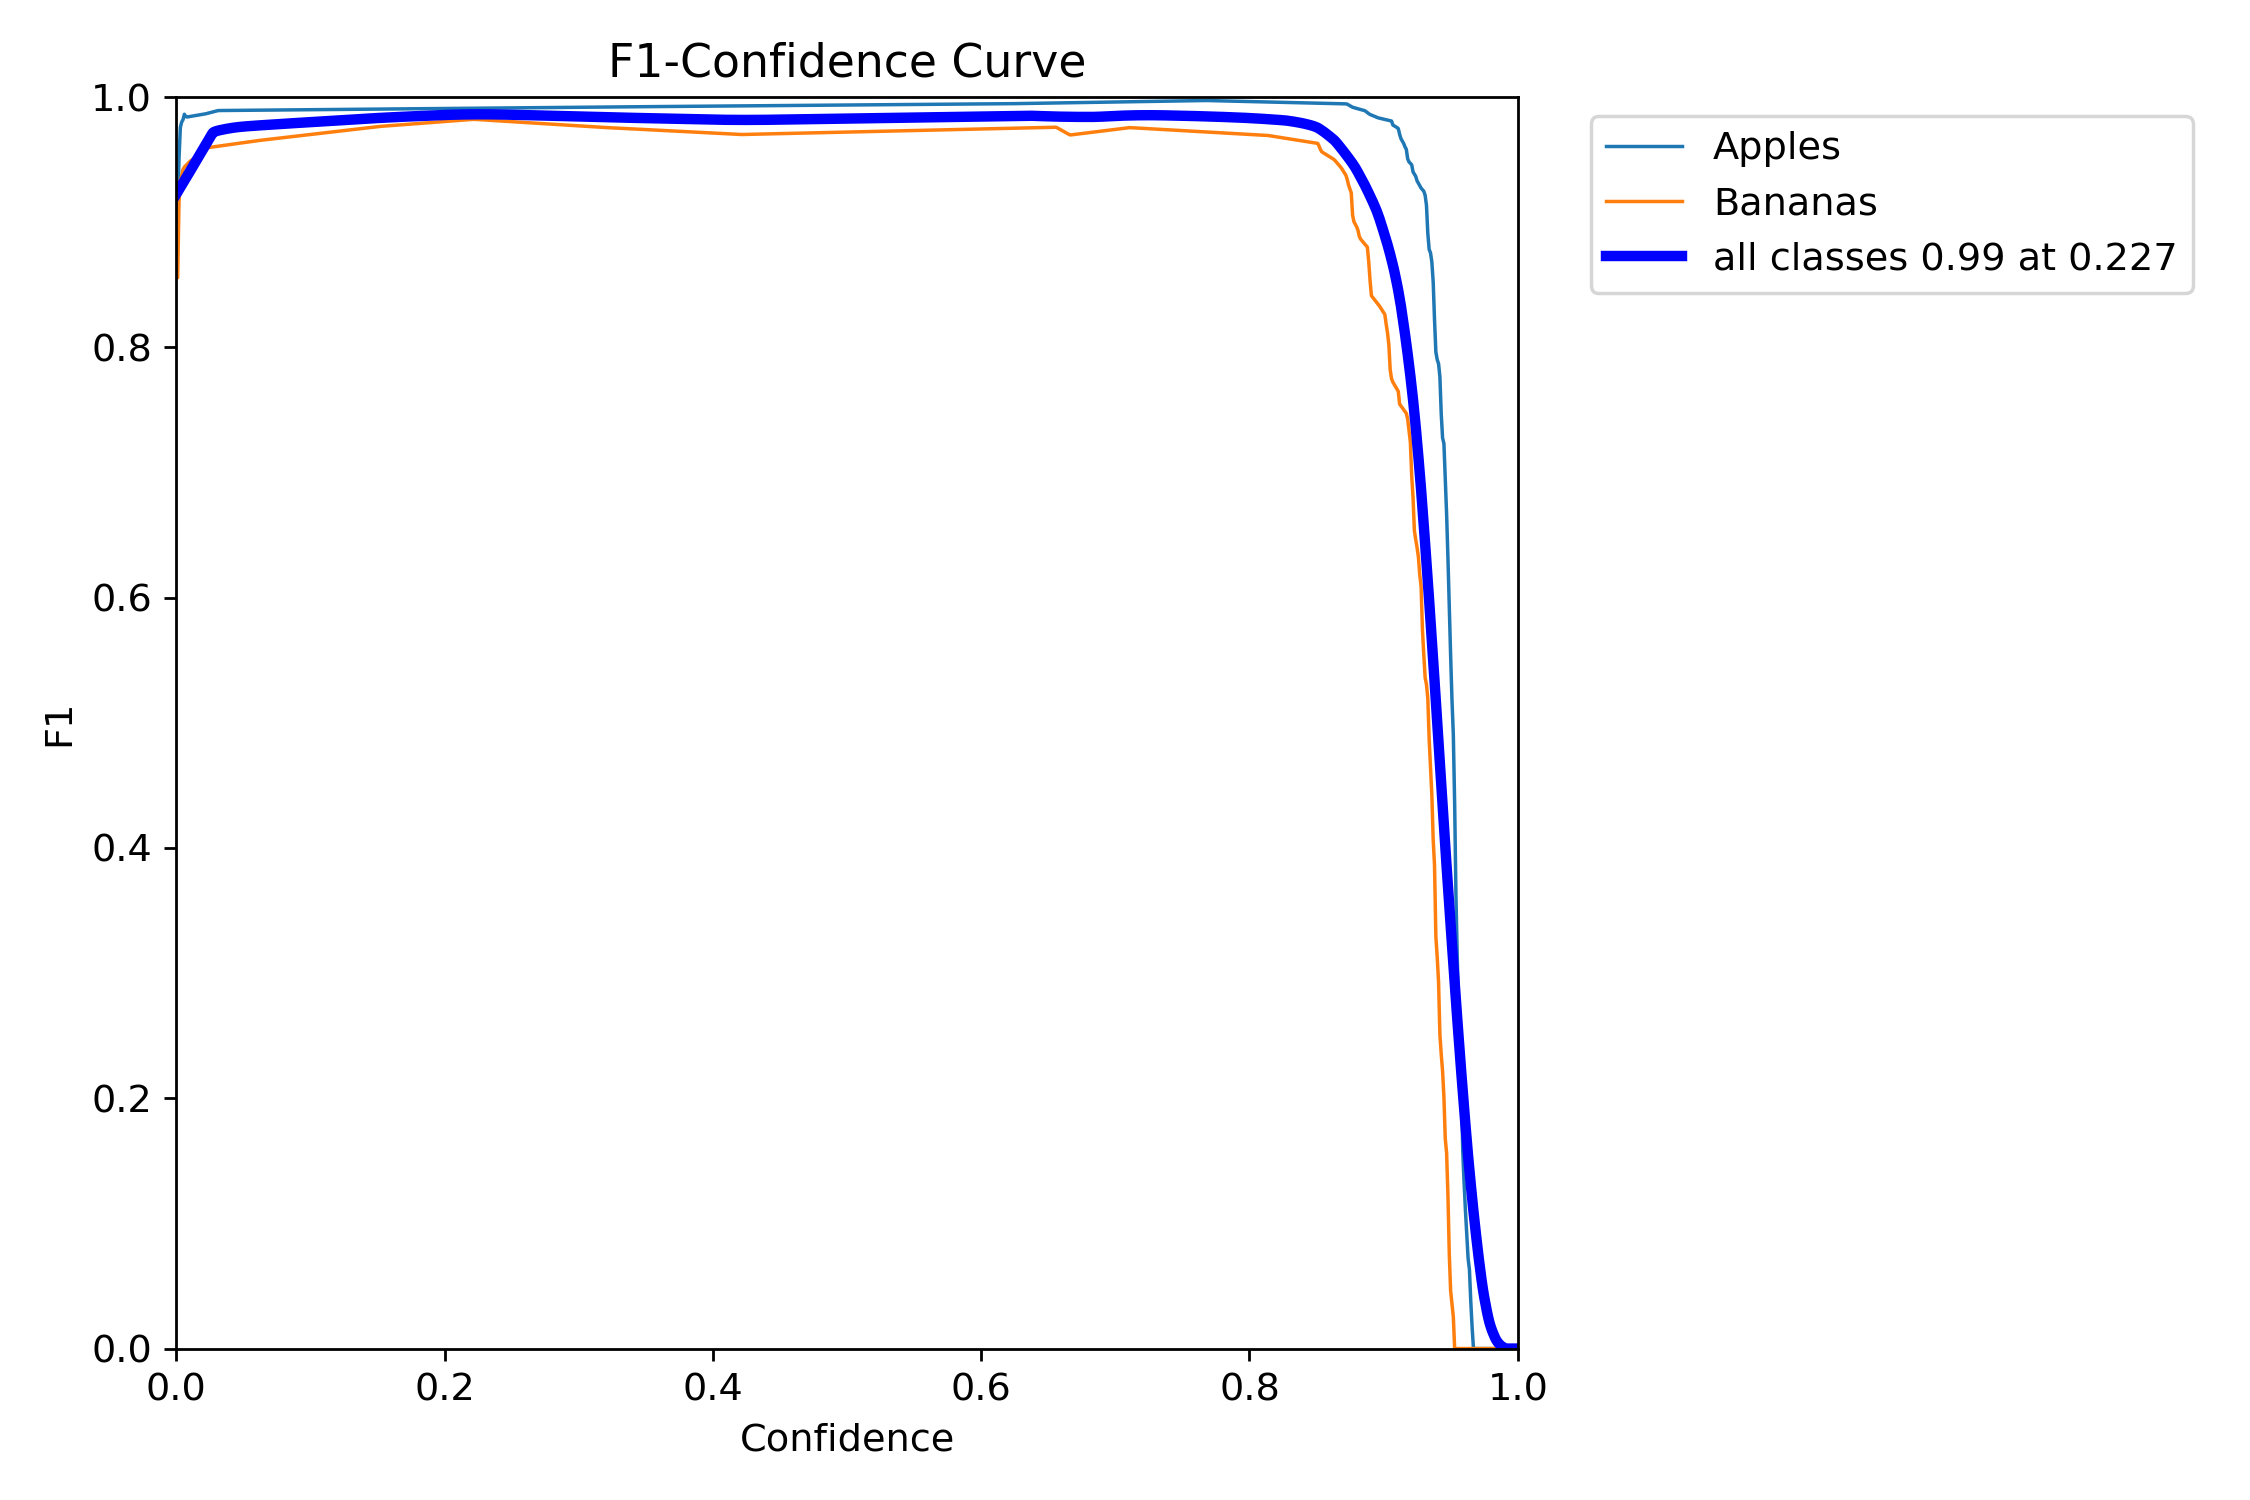 F1-Confidence Curve
1.0
0.8
0.6
0.4
0.2
0.0
F1
0.0 0.2 0.4 0.6 0.8 1.0
Confidence
Apples
Bananas
all classes 0.99 at 0.227